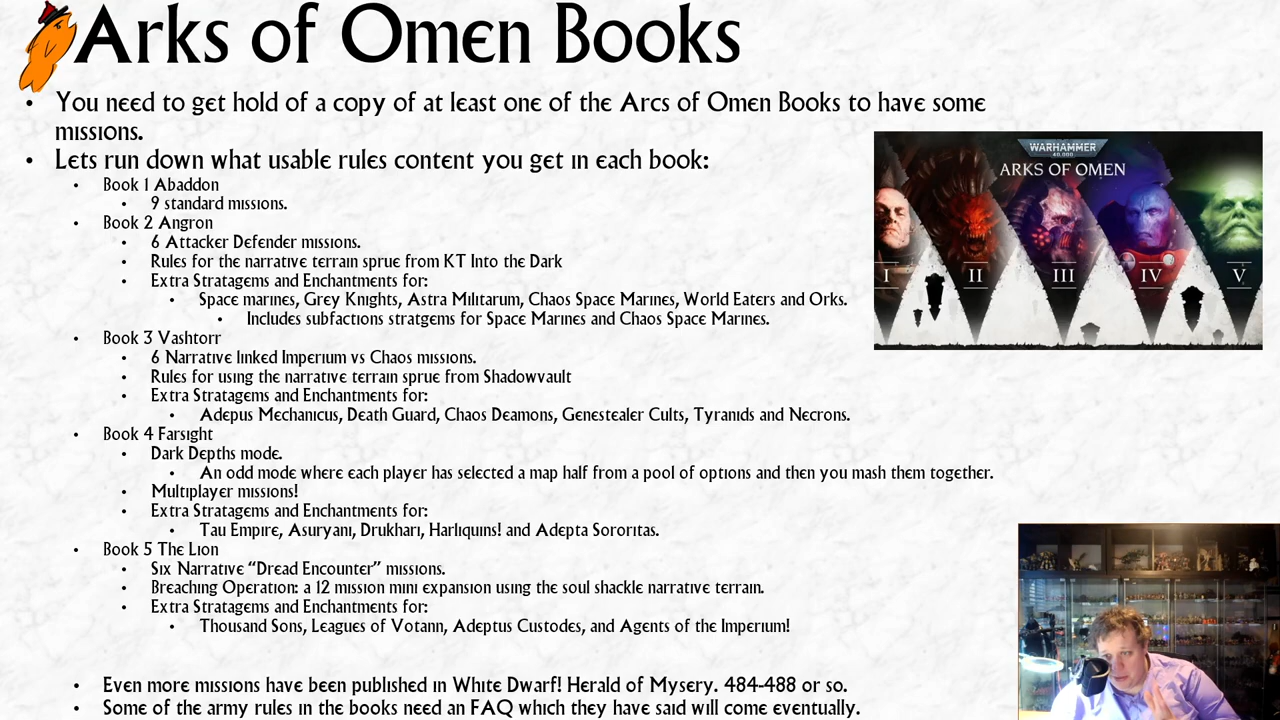 Arks of Omen Books
• You need to get hold of a copy of at least one of the Arcs of Omen Books to have some
missions.
• Lets run down what usable rules content you get in each book:
• Book 1 Abaddon
• 9 standard missions.
• Book 2 Angron
• 6 Attacker Defender missions.
• Rules for the narrative terrain sprue from KT Into the Dark
• Extra Stratagems and Enchantments for:
• Space marines, Grey Knights, Astra Militarum, Chaos Space Marines, World Eaters and Orks.
• Includes subfactions stratgems for Space Marines and Chaos Space Marines.
• Book 3 Vashtorr
• 6 Narrative linked Imperium vs Chaos missions.
• Rules for using the narrative terrain sprue from Shadowvault
• Extra Stratagems and Enchantments for:
• Adepus Mechanicus, Death Guard, Chaos Deamons, Genestealer Cults, Tyranids and Necrons.
• Book 4 Farsight
• Dark Depths mode.
• An odd mode where each player has selected a map half from a pool of options and then you mash them together.
• Multiplayer missions!
• Extra Stratagems and Enchantments for:
• Tau Empire, Asuryani, Drukhari, Harliquins! and Adepta Sororitas.
• Book 5 The Lion
• Six Narrative “Dread Encounter” missions.
• Breaching Operation: a 12 mission mini expansion using the soul shackle narrative terrain.
• Extra Stratagems and Enchantments for:
• Thousand Sons, Leagues of Votann, Adeptus Custodes, and Agents of the Imperium!
• Even more missions have been published in White Dwarf! Herald of Mysery. 484-488 or so.
• Some of the army rules in the books need an FAQ which they have said will come eventually.
WARHAMMER
40,000
ARKS OF OMEN
I II III IV V